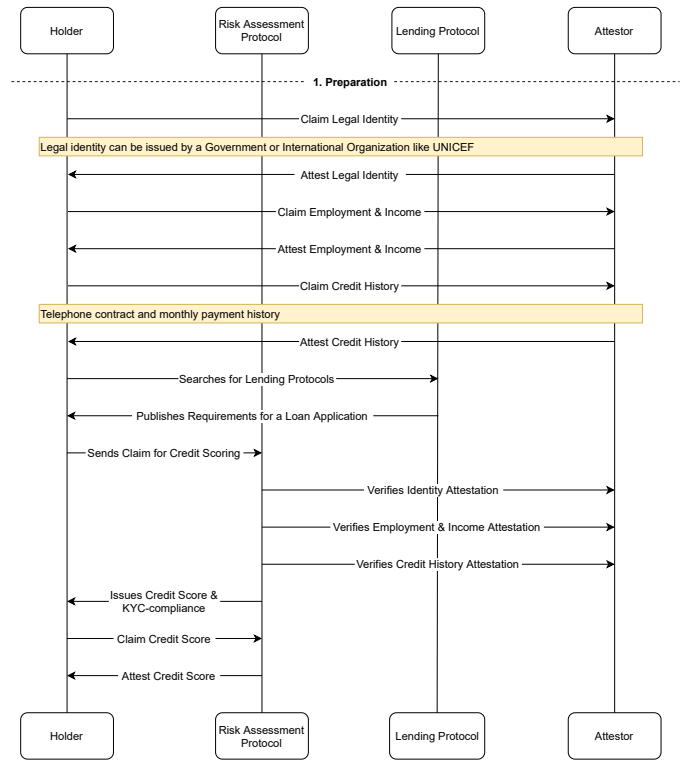 Holder
Risk Assessment
Protocol
Lending Protocol
Attestor
1. Preparation
Claim Legal Identity
Legal identity can be issued by a Government or International Organization like UNICEF
Attest Legal Identity
Claim Employment & Income
Attest Employment & Income
Claim Credit History
Telephone contract and monthly payment history
Attest Credit History
Searches for Lending Protocols
Publishes Requirements for a Loan Application
Sends Claim for Credit Scoring
Verifies Identity Attestation
Verifies Employment & Income Attestation
Verifies Credit History Attestation
Issues Credit Score &
KYC-compliance
Claim Credit Score
Attest Credit Score
Holder
Risk Assessment
Protocol
Lending Protocol
Attestor